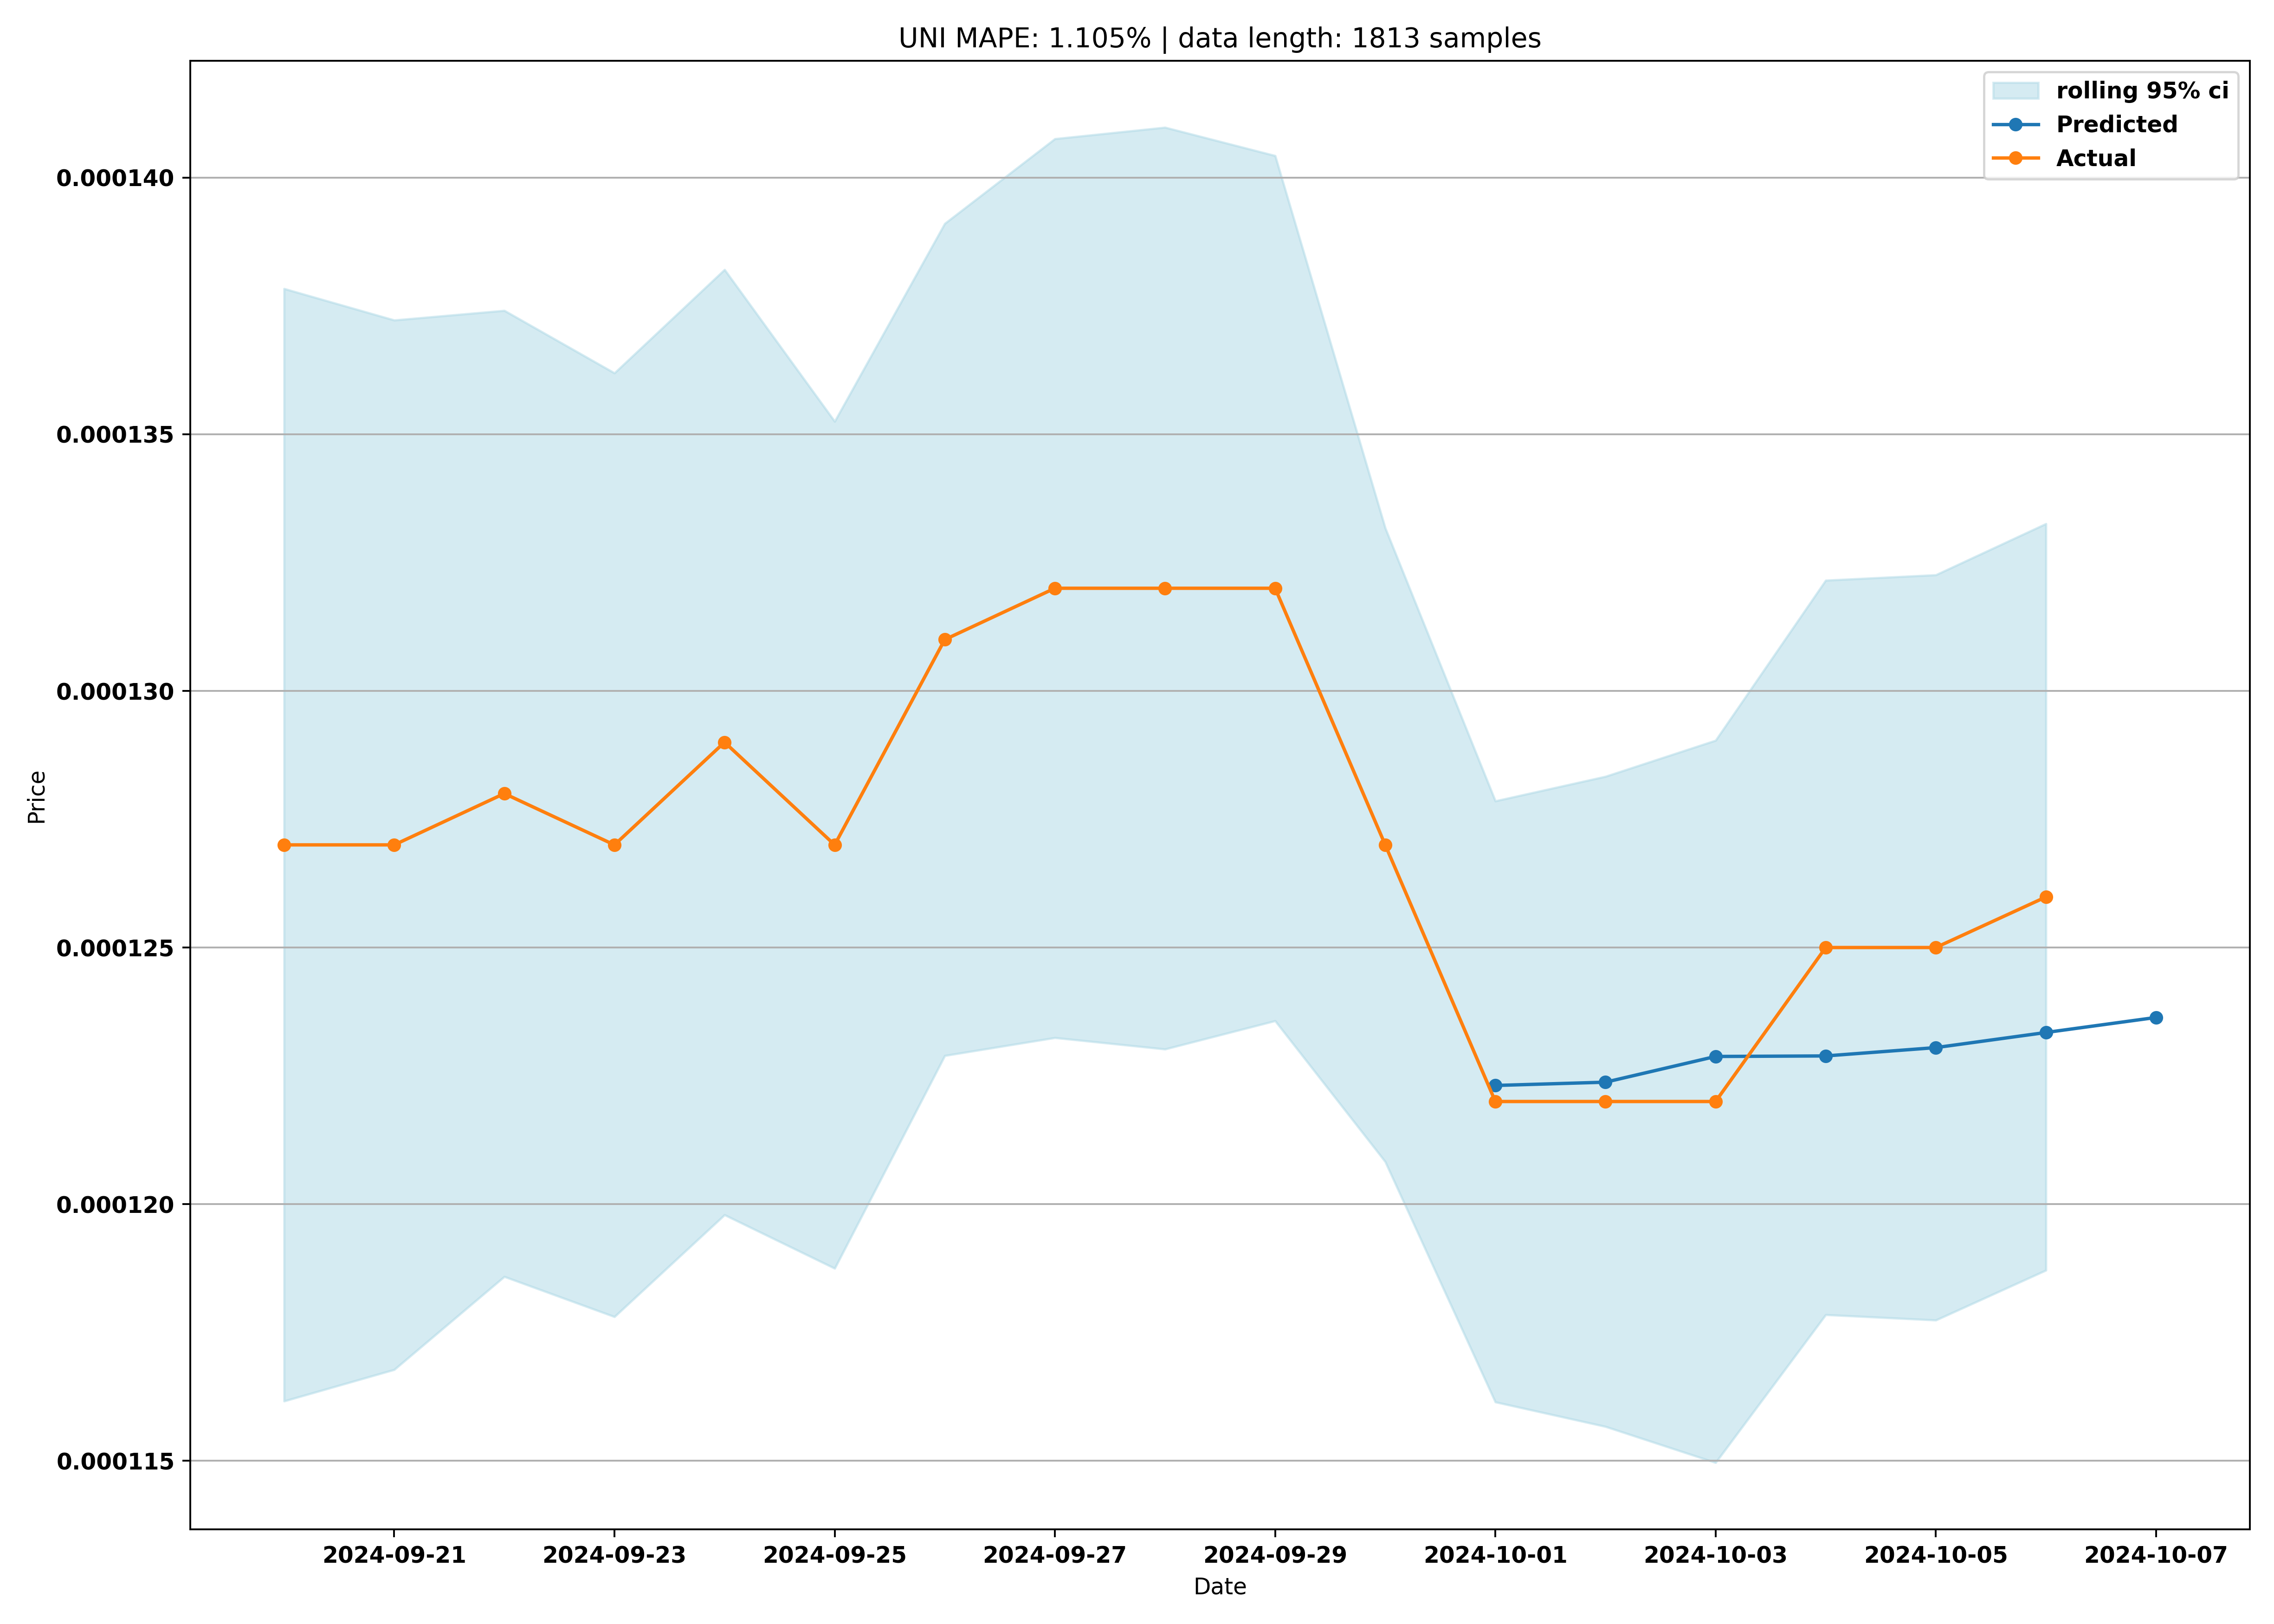 UNI MAPE: 1.105% | data length: 1813 samples
rolling 95% ci
Predicted
Actual
0.000140
0.000135
0.000130
0.000125
0.000120
0.000115
Price
2024-09-21
2024-09-23
2024-09-25
2024-09-27
2024-09-29
2024-10-01
2024-10-03
2024-10-05
2024-10-07
Date